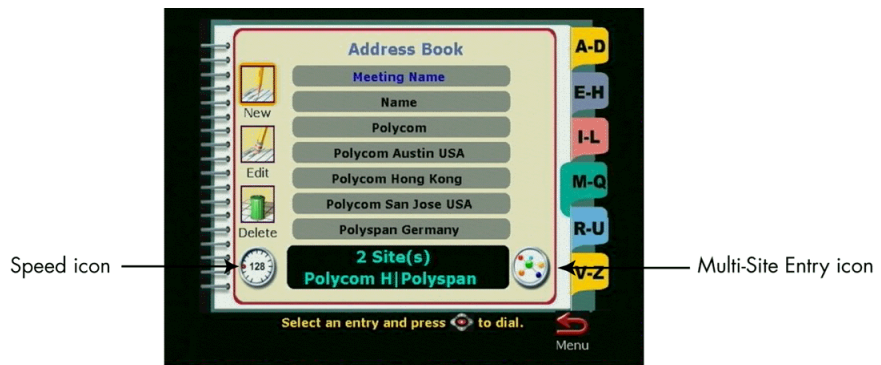 Address Book
A-D
Meeting Name
E-H
Name
New
Polycom
I-L
Polycom Austin USA
Edit
Polycom Hong Kong
M-Q
Polycom San Jose USA
Delete
Polyspan Germany
R-U
Speed icon
128
2 Site(s)
Polycom H|Polyspan
Multi-Site Entry icon
V-Z
Select an entry and press to dial.
Menu